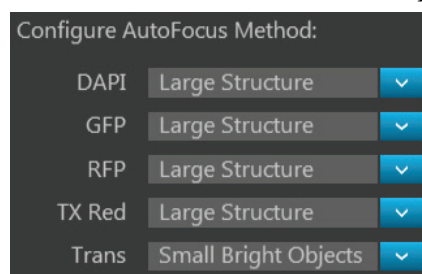 Configure AutoFocus Method:
DAPI Large Structure
GFP Large Structure
RFP Large Structure
TX Red Large Structure
Trans Small Bright Objects